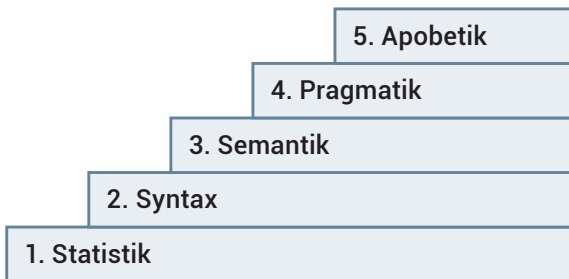 5. Apobetik
4. Pragmatik
3. Semantik
2. Syntax
1. Statistik